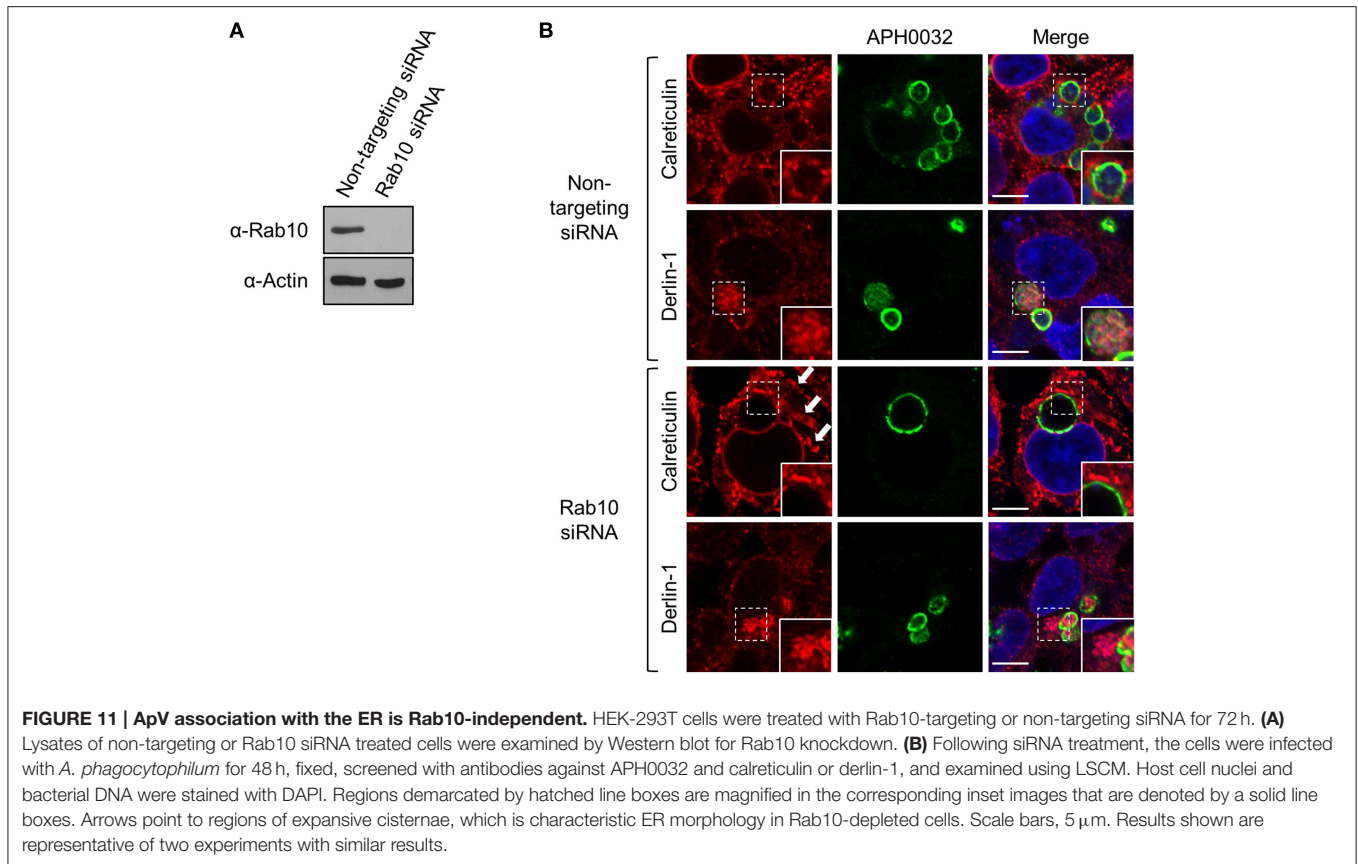 A
Non-targeting siRNA
Rab10 siRNA
α-Rab10
α-Actin
B
APH0032
Merge
Non-
targeting
siRNA
Calreticulin
Derlin-1
Rab10
siRNA
Calreticulin
Derlin-1
FIGURE 11 | ApV association with the ER is Rab10-independent. HEK-293T cells were treated with Rab10-targeting or non-targeting siRNA for 72 h. (A)
Lysates of non-targeting or Rab10 siRNA treated cells were examined by Western blot for Rab10 knockdown. (B) Following siRNA treatment, the cells were infected
with A. phagocytophilum for 48 h, fixed, screened with antibodies against APH0032 and calreticulin or derlin-1, and examined using LSCM. Host cell nuclei and
bacterial DNA were stained with DAPI. Regions demarcated by hatched line boxes are magnified in the corresponding inset images that are denoted by a solid line
boxes. Arrows point to regions of expansive cisternae, which is characteristic ER morphology in Rab10-depleted cells. Scale bars, 5 μm. Results shown are
representative of two experiments with similar results.